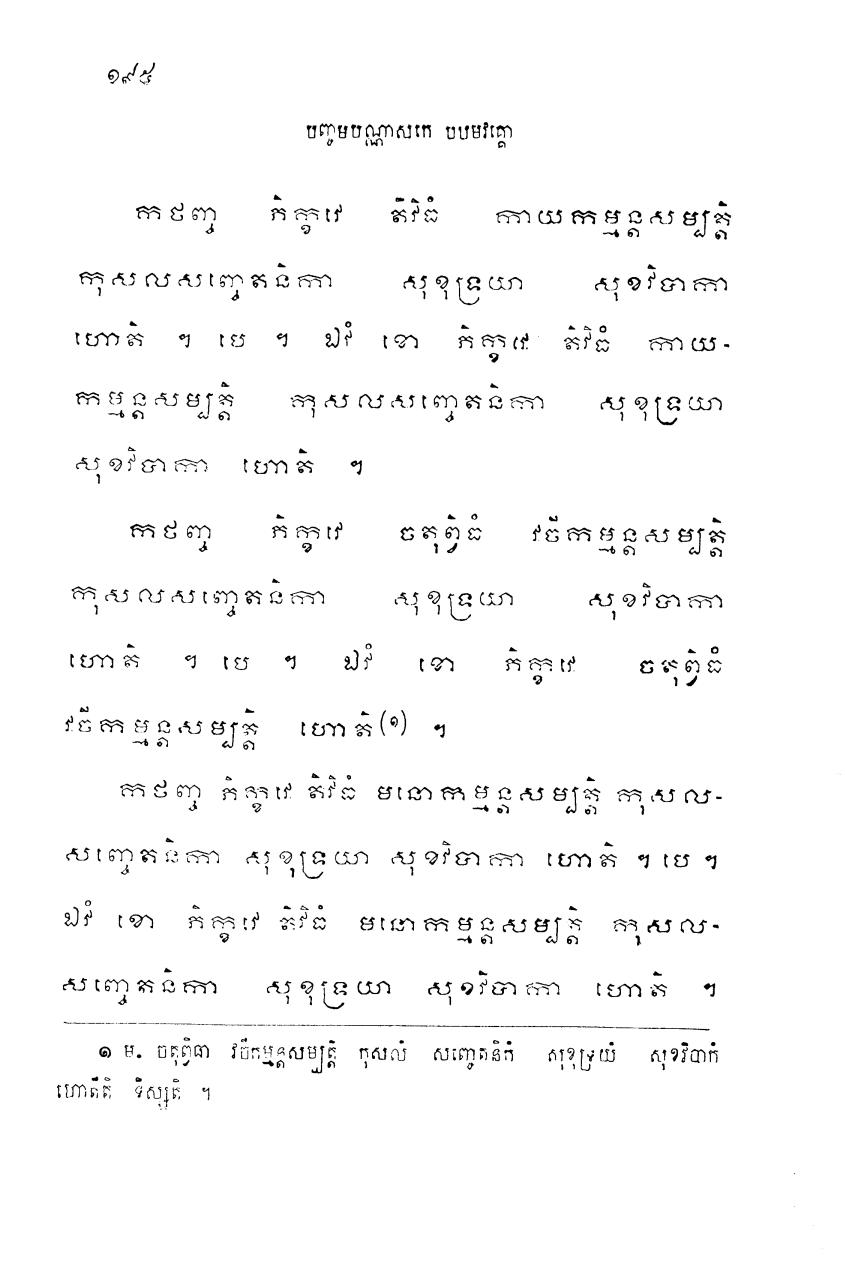 ១៩៥
បញ្ចមបណ្ណាសកេ បឋមវគ្គោ
កថញ្ច ភិក្ខវេ តិវិធំ កាយកម្មន្តសម្បត្តិ
កុសលសញ្ចេតនិកា សុខុទ្រយា សុខវិបាកា
ហោតិ ។ បេ ។ ឯវំ ខោ ភិក្ខវេ តិវិធំ កាយ-
កម្មន្តសម្បត្តិ កុសលសញ្ចេតនិកា សុខុទ្រយា
សុខវិបាកា ហោតិ ។
កថញ្ច ភិក្ខវេ ចតុព្វិធំ វចីកម្មន្តសម្បត្តិ
កុសលសញ្ចេតនិកា សុខុទ្រយា សុខវិបាកា
ហោតិ ។ បេ ។ ឯវំ ខោ ភិក្ខវេ ចតុព្វិធំ
វចីកម្មន្តសម្បត្តិ ហោតិ(១) ។
កថញ្ច ភិក្ខវេ តិវិធំ មនោកម្មន្តសម្បត្តិ កុសល-
សញ្ចេតនិកា សុខុទ្រយា សុខវិបាកា ហោតិ ។ បេ ។
ឯវំ ខោ ភិក្ខវេ តិវិធំ មនោកម្មន្តសម្បត្តិ កុសល-
សញ្ចេតនិកា សុខុទ្រយា សុខវិបាកា ហោតិ ។
១ ម. ចតុព្វិធា វចីកម្មន្តសម្បត្តិ កុសលំ សញ្ចេតនិកំ សុខុទ្រយំ សុខវិបាកំ
ហោតីតិ ទិស្សតិ ។